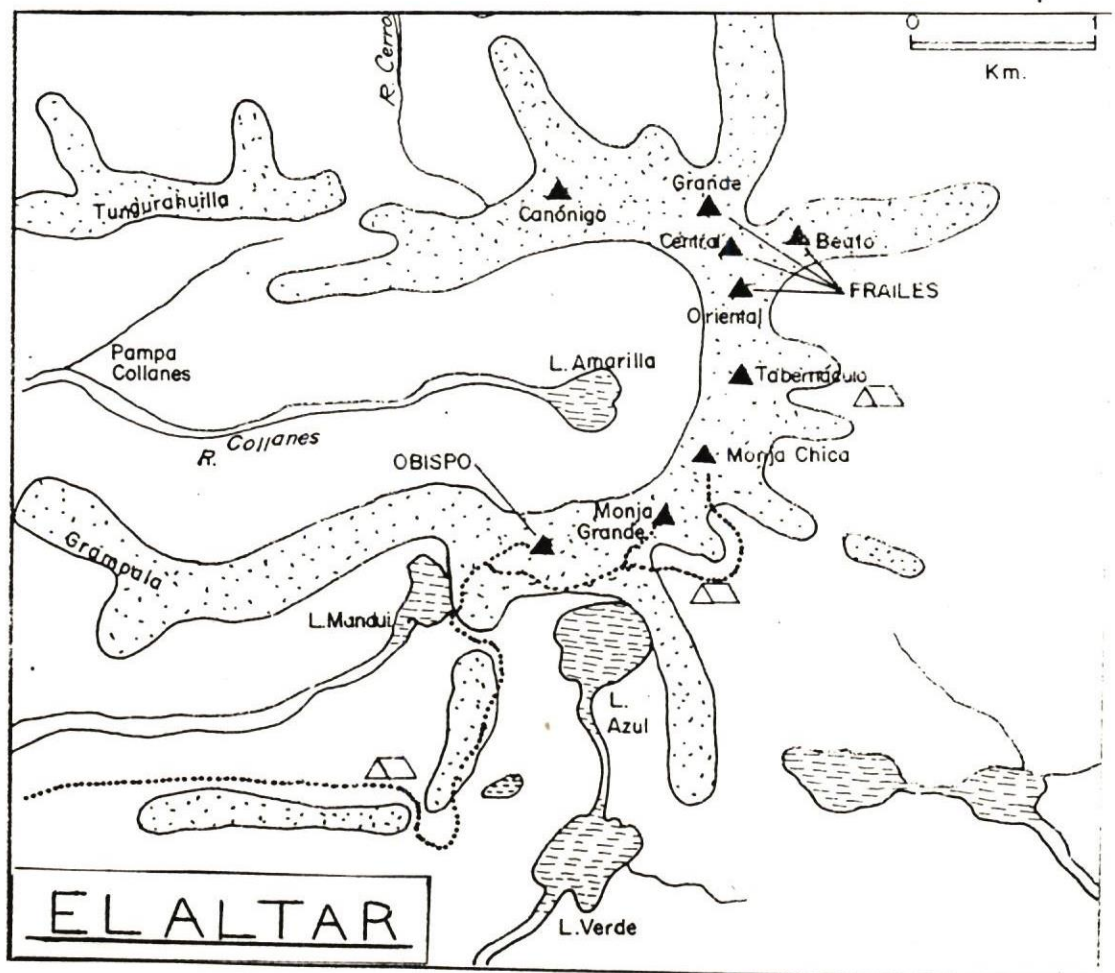 0 1
Km.
R. Cerro
Tungurahuilla
Canónigo
Grande
Central
Beato
FRAILES
Oriental
Pampa
Collanes
L. Amarilla
Tabernáculo
R. Collanes
OBISPO
Monja Chica
Monja
Grande
Grampala
L. Mandui
L.
Azul
L. Verde
EL ALTAR